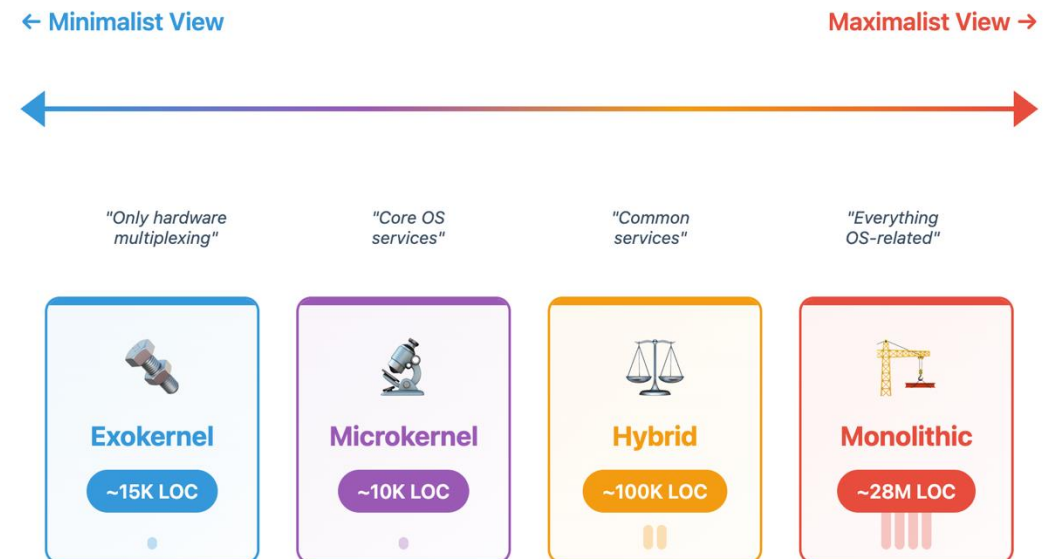 ← Minimalist View
Maximalist View →
"Only hardware
multiplexing"
"Core OS
services"
"Common
services"
"Everything
OS-related"
Exokernel
Microkernel
Hybrid
Monolithic
~15K LOC
~10K LOC
~100K LOC
~28M LOC